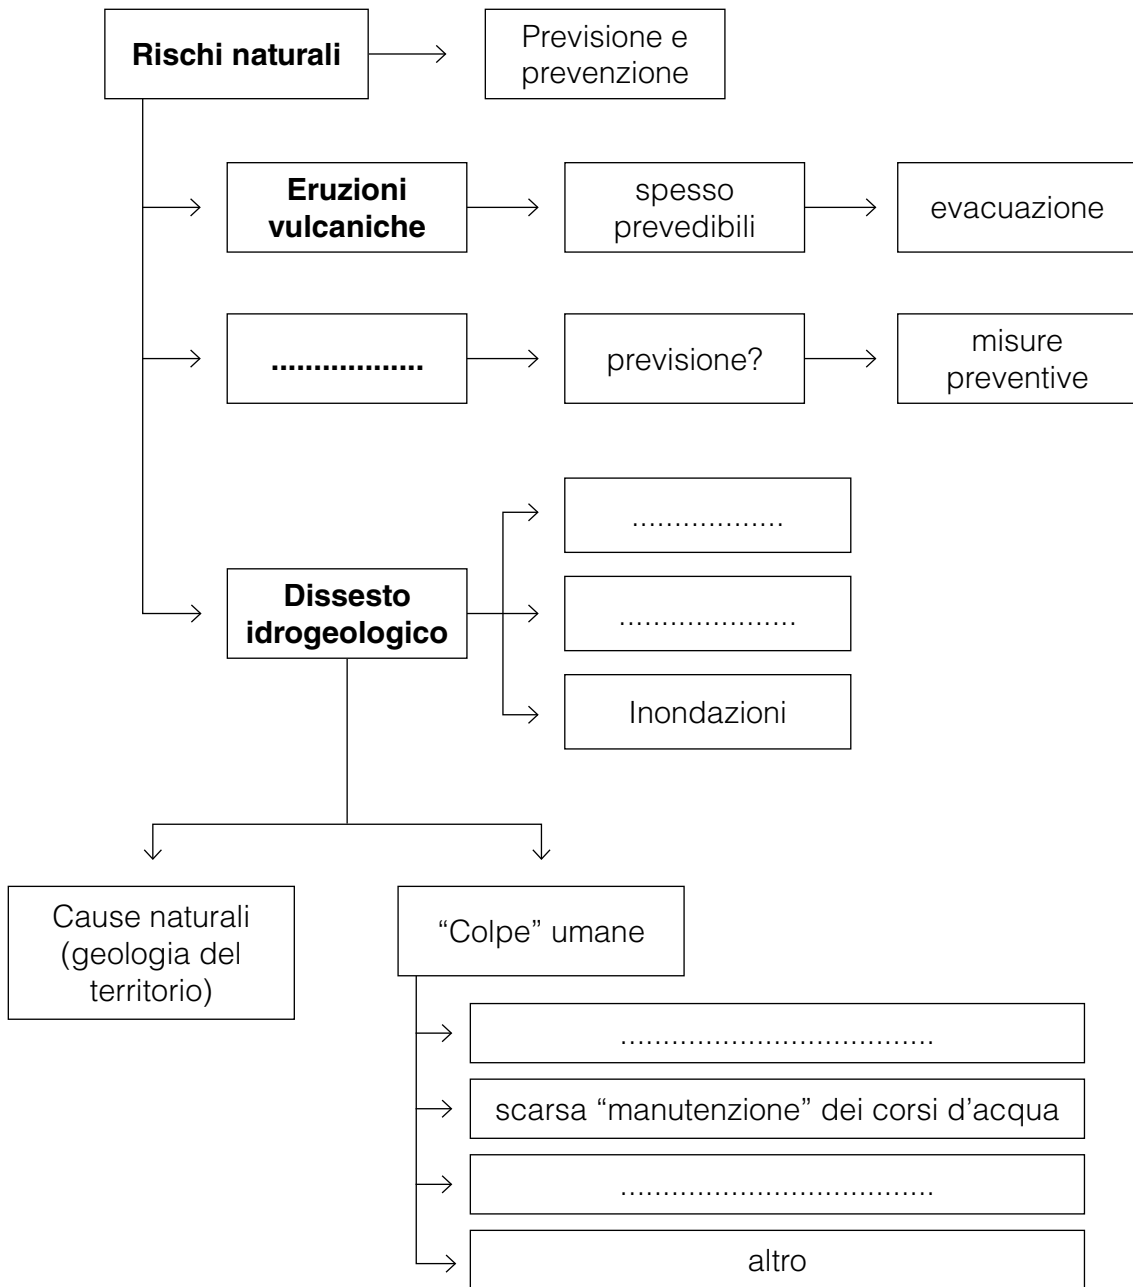 Rischi naturali
Previsione e
prevenzione
Eruzioni
vulcaniche
spesso
prevedibili
evacuazione
..................
previsione?
misure
preventive
..................
Dissesto
idrogeologico
.....................
Inondazioni
Cause naturali
(geologia del
territorio)
“Colpe” umane
.....................................
scarsa “manutenzione” dei corsi d'acqua
.....................................
altro